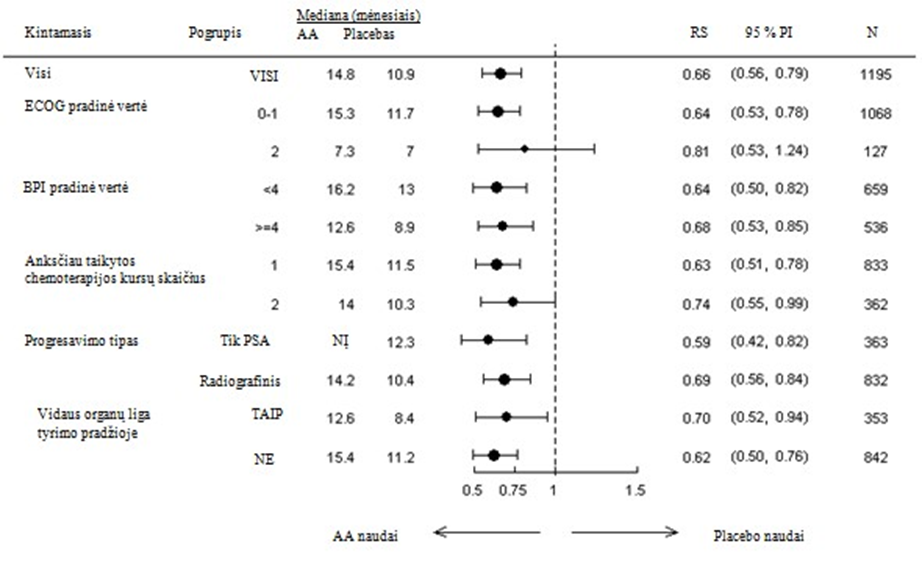 Mediana (mėnesiais)
Kintamasis Pogrupis AA Placebas RS 95 % PI N
Visi VISI 14.8 10.9 0.66 (0.56, 0.79) 1195
ECOG pradinė vertė 0-1 15.3 11.7 0.64 (0.53, 0.78) 1068
2 7.3 7 0.81 (0.53, 1.24) 127
BPI pradinė vertė <4 16.2 13 0.64 (0.50, 0.82) 659
>=4 12.6 8.9 0.68 (0.53, 0.85) 536
Anksčiau taikytos
chemoterapijos kursų skaičius 1 15.4 11.5 0.63 (0.51, 0.78) 833
2 14 10.3 0.74 (0.55, 0.99) 362
Progresavimo tipas Tik PSA NĮ 12.3 0.59 (0.42, 0.82) 363
Radiografinis 14.2 10.4 0.69 (0.56, 0.84) 832
Vidaus organų liga TAIP 12.6 8.4 0.70 (0.52, 0.94) 353
tyrimo pradžioje
NE 15.4 11.2 0.62 (0.50, 0.76) 842
0.5 0.75 1 1.5
AA naudai Placebo naudai